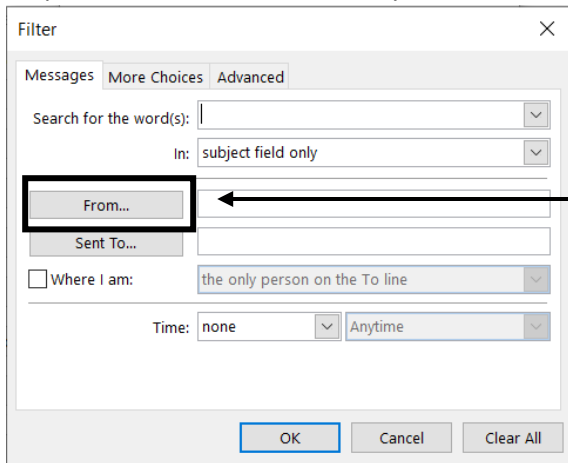 Filter
Messages More Choices Advanced
Search for the word(s):
In: subject field only
From...
Sent To...
Where I am: the only person on the To line
Time: none Anytime
OK Cancel Clear All